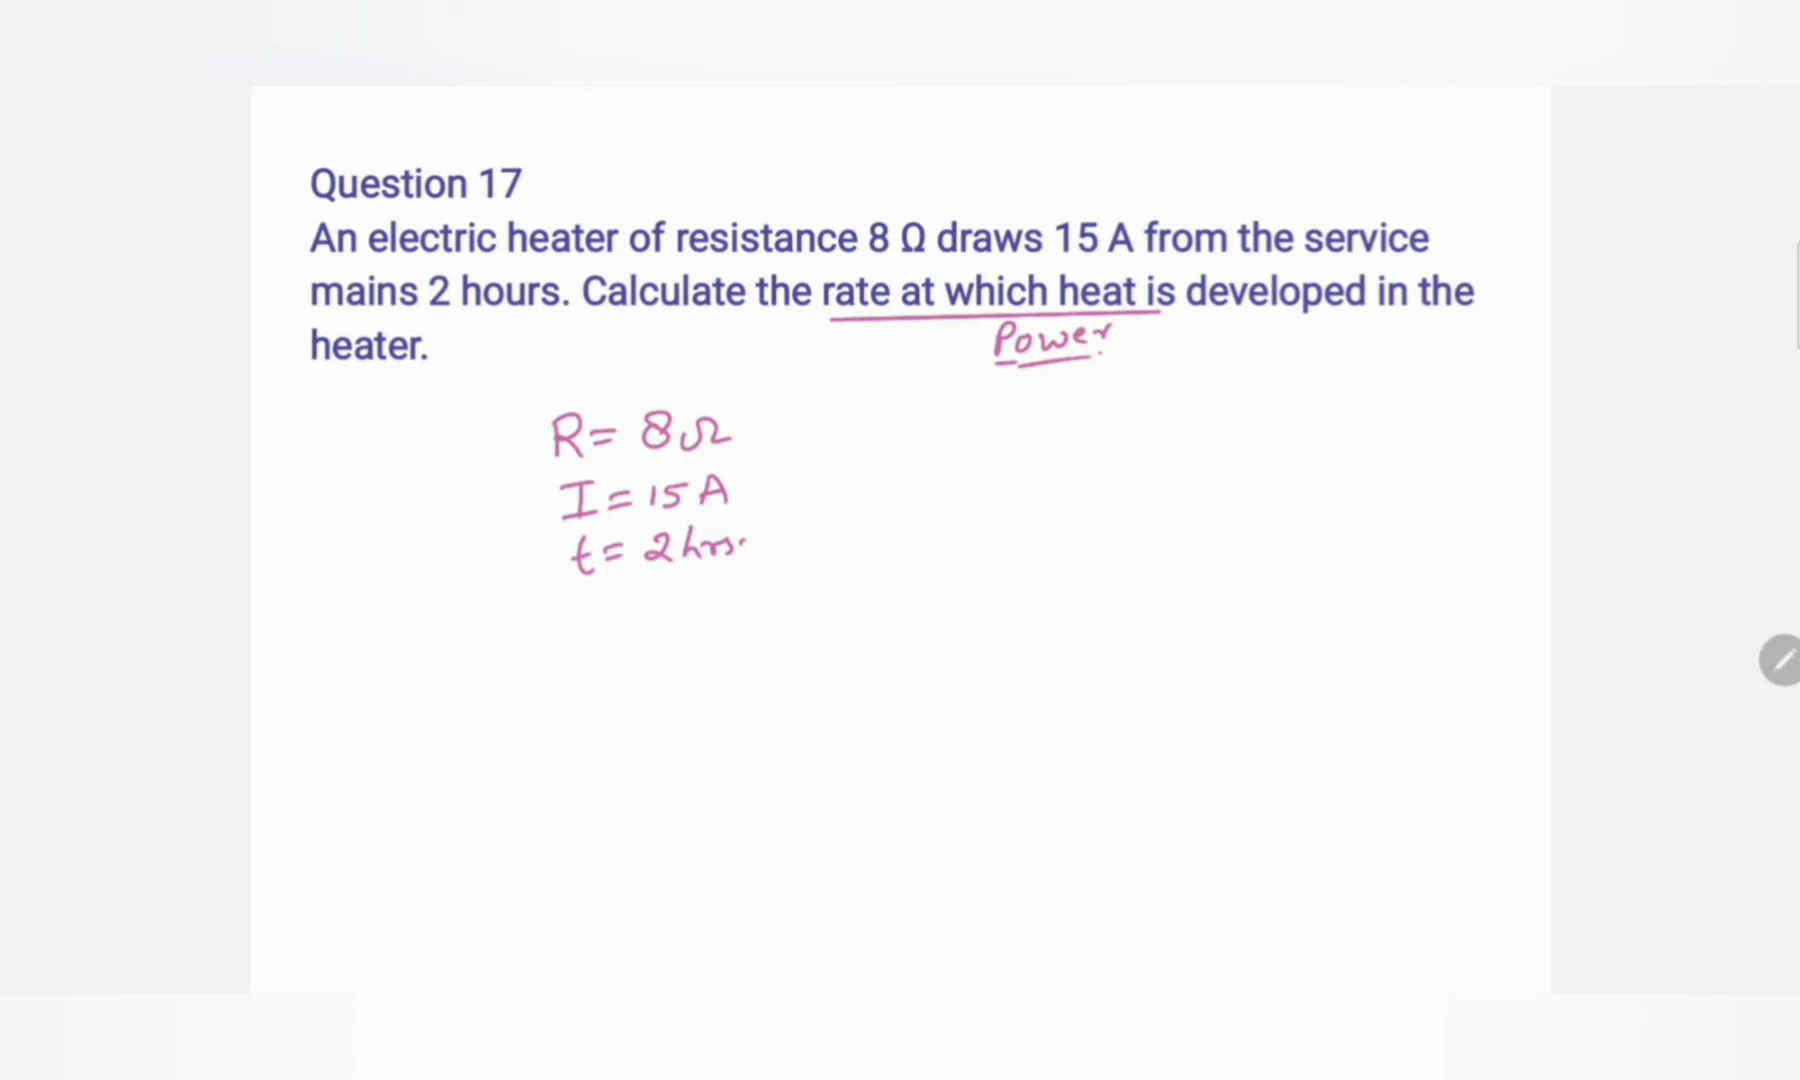 Question 17
An electric heater of resistance 8 Ω draws 15 A from the service
mains 2 hours. Calculate the rate at which heat is developed in the
heater.
Power.
R= 8Ω
I = 15 A
t = 2 hrs.